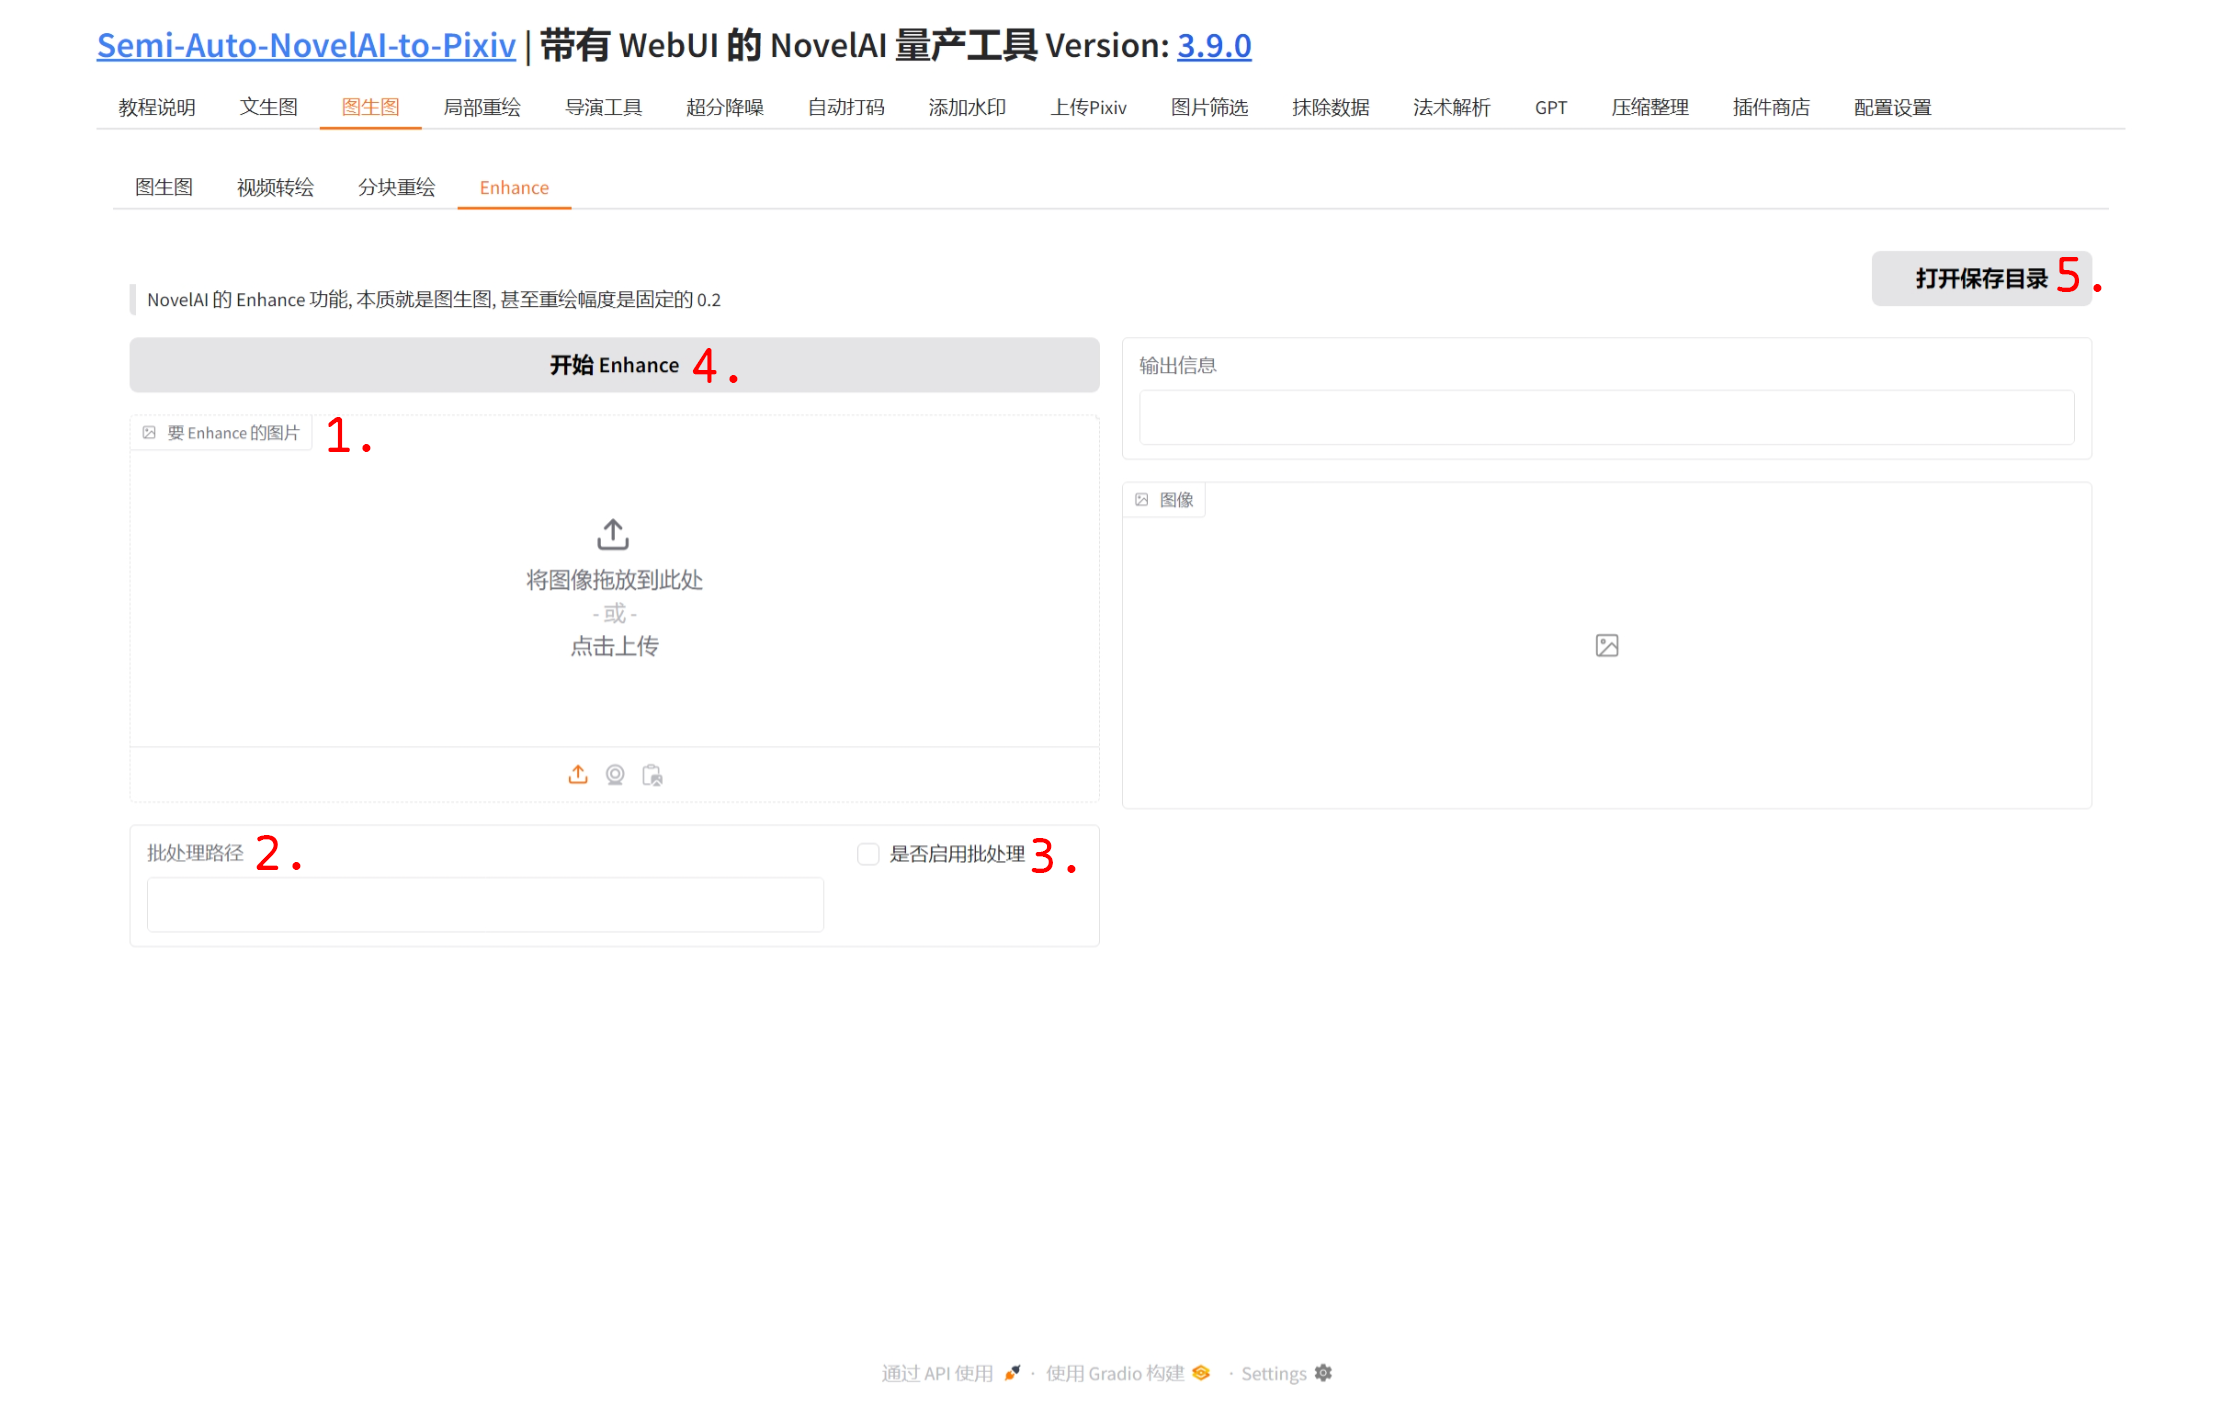 Semi-Auto-NovelAI-to-Pixiv | 带有 WebUI 的 NovelAI 量产工具 Version: 3.9.0
教程说明 文生图 图生图 局部重绘 导演工具 超分降噪 自动打码 添加水印 上传Pixiv 图片筛选 抹除数据 法术解析 GPT 压缩整理 插件商店 配置设置
图生图 视频转绘 分块重绘 Enhance
NovelAI 的 Enhance 功能, 本质就是图生图, 甚至重绘幅度是固定的 0.2
打开保存目录 5.
开始 Enhance 4.
要 Enhance 的图片 1.
将图像拖放到此处
- 或 -
点击上传
批处理路径 2.
是否启用批处理 3.
输出信息
图像
通过 API 使用 · 使用 Gradio 构建 · Settings